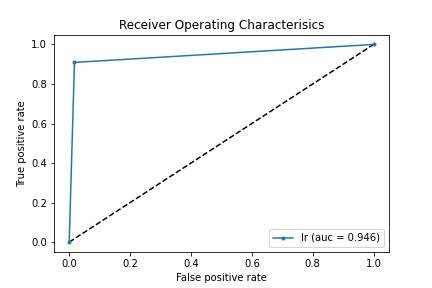 Receiver Operating Characterisics
1.0
0.8
0.6
0.4
0.2
0.0
True positive rate
lr (auc = 0.946)
0.0 0.2 0.4 0.6 0.8 1.0
False positive rate